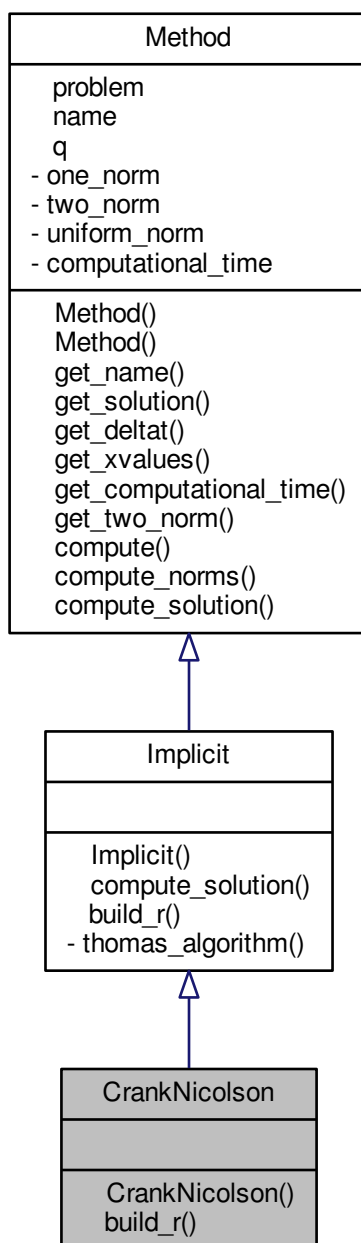 Method
problem
name
q
- one_norm
- two_norm
- uniform_norm
- computational_time
Method()
Method()
get_name()
get_solution()
get_deltat()
get_xvalues()
get_computational_time()
get_two_norm()
compute()
compute_norms()
compute_solution()
Implicit
Implicit()
compute_solution()
build_r()
- thomas_algorithm()
CrankNicolson
CrankNicolson()
build_r()